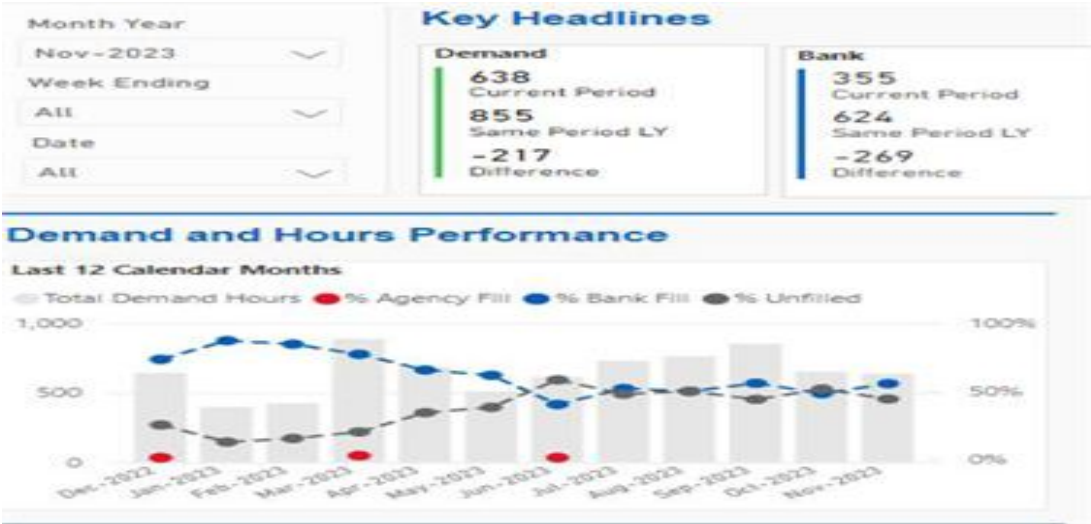 Month Year
Nov-2023
Week Ending
All
Date
All
Key Headlines
Demand
638
Current Period
855
Same Period LY
-217
Difference
Bank
355
Current Period
624
Same Period LY
-269
Difference
Demand and Hours Performance
Last 12 Calendar Months
Total Demand Hours % Agency Fill % Bank Fill % Unfilled
1,000 100%
500 50%
0 0%
Dec-2022 Jan-2023 Feb-2023 Mar-2023 Apr-2023 May-2023 Jun-2023 Jul-2023 Aug-2023 Sep-2023 Oct-2023 Nov-2023